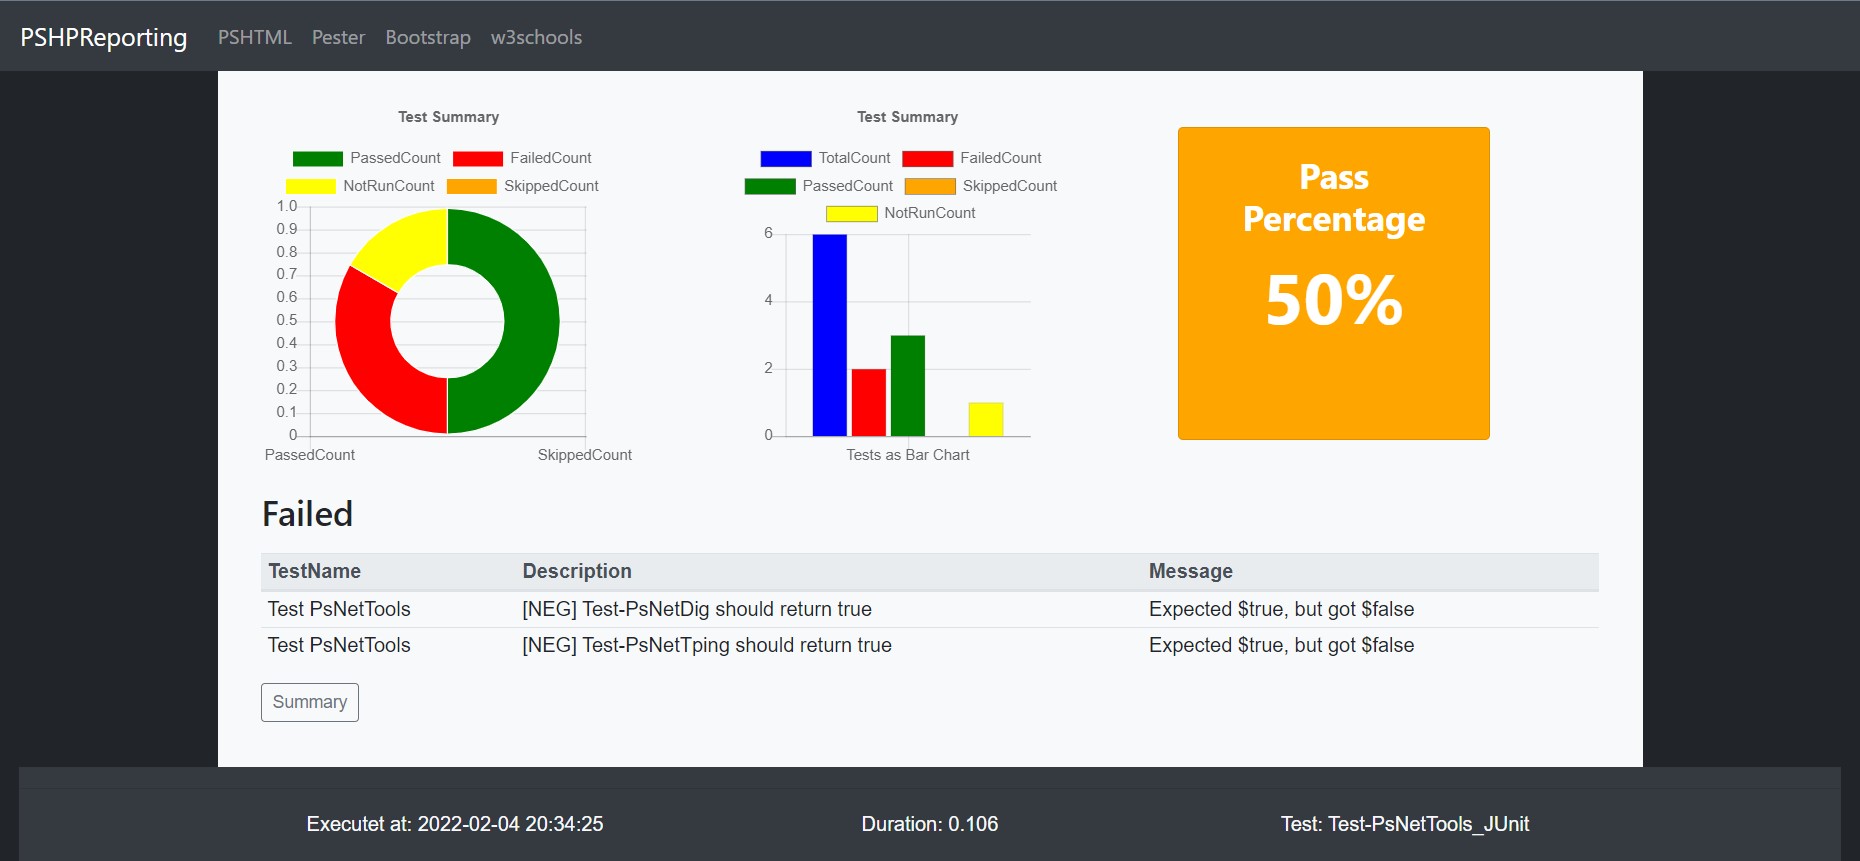 PSHPReporting PSHTML Pester Bootstrap w3schools
Test Summary
PassedCount FailedCount
NotRunCount SkippedCount
1.0
0.9
0.8
0.7
0.6
0.5
0.4
0.3
0.2
0.1
0
PassedCount SkippedCount
Test Summary
TotalCount FailedCount
PassedCount SkippedCount
NotRunCount
6
4
2
0
Tests as Bar Chart
Pass
Percentage
50%
Failed
TestName Description Message
Test PsNetTools [NEG] Test-PsNetDig should return true Expected $true, but got $false
Test PsNetTools [NEG] Test-PsNetTping should return true Expected $true, but got $false
Summary
Executet at: 2022-02-04 20:34:25 Duration: 0.106 Test: Test-PsNetTools_JUnit